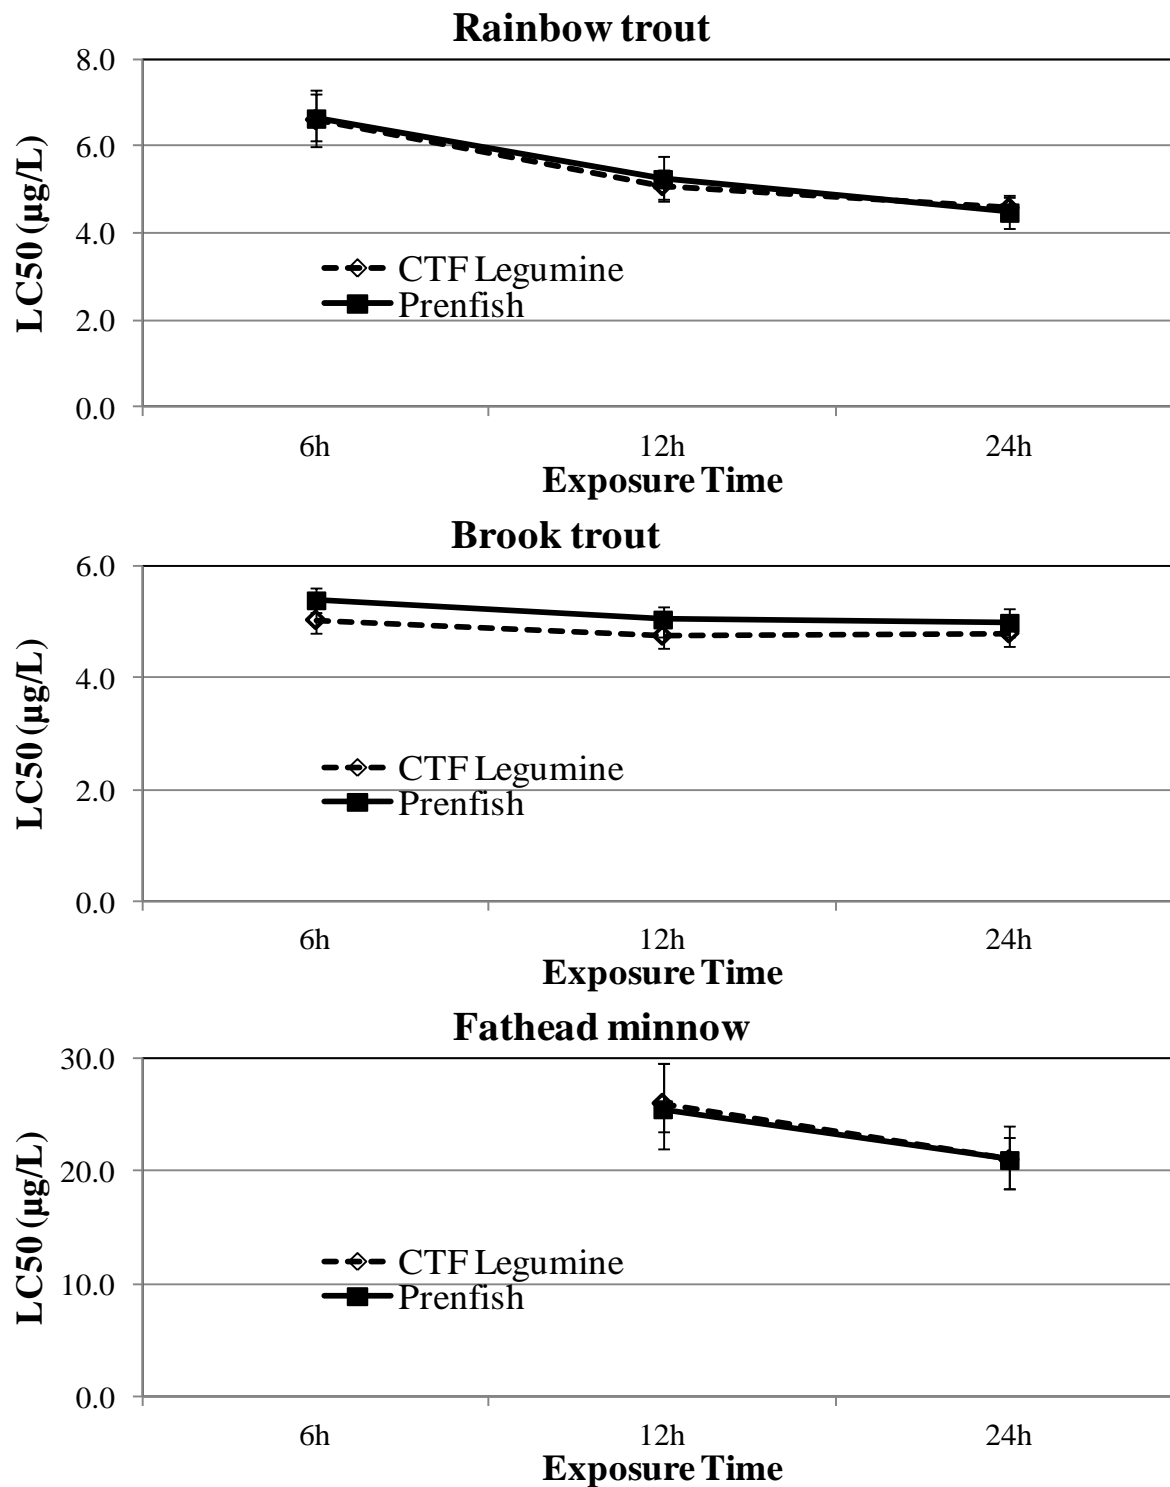 Rainbow trout
8.0
6.0
4.0
2.0
0.0
LC50 (µg/L)
CTF Legumine
Prenfish
6h 12h 24h
Exposure Time
Brook trout
6.0
4.0
2.0
0.0
LC50 (µg/L)
CTF Legumine
Prenfish
6h 12h 24h
Exposure Time
Fathead minnow
30.0
20.0
10.0
0.0
LC50 (µg/L)
CTF Legumine
Prenfish
6h 12h 24h
Exposure Time